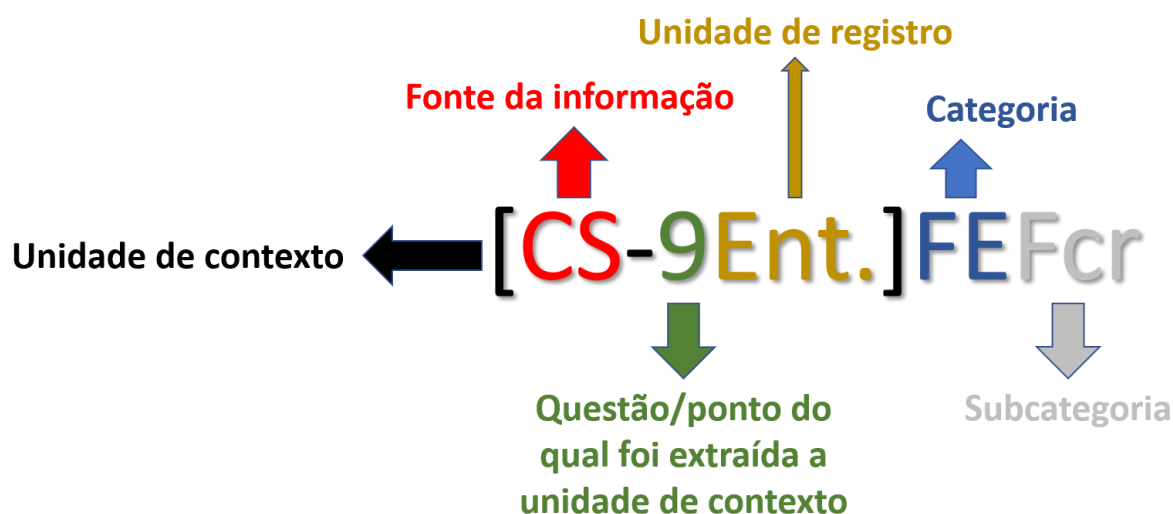 Unidade de registro
Fonte da informação
Categoria
Unidade de contexto
[CS-9Ent.]FEFcr
Questão/ponto do
qual foi extraída a
unidade de contexto
Subcategoria